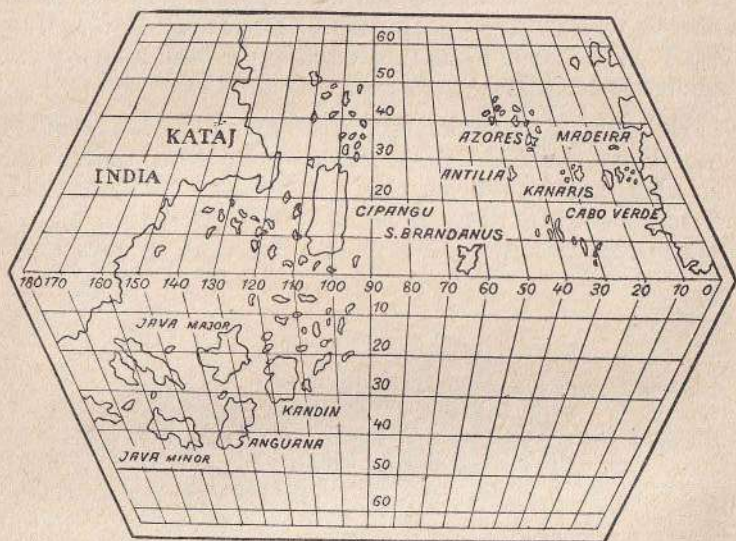 60
50
40
AZORES MADEIRA
KATAJ
30
INDIA
ANTILIA
KANARIS
20
CIPANGU
CABO VERDE
S. BRANDANUS
10
180 170 160 150 140 130 120 110 100 90 80 70 60 50 40 30 20 10 0
10
JAVA MAJOR
20
30
KANDIN
40
ANGUANA
JAVA MINOR
50
60